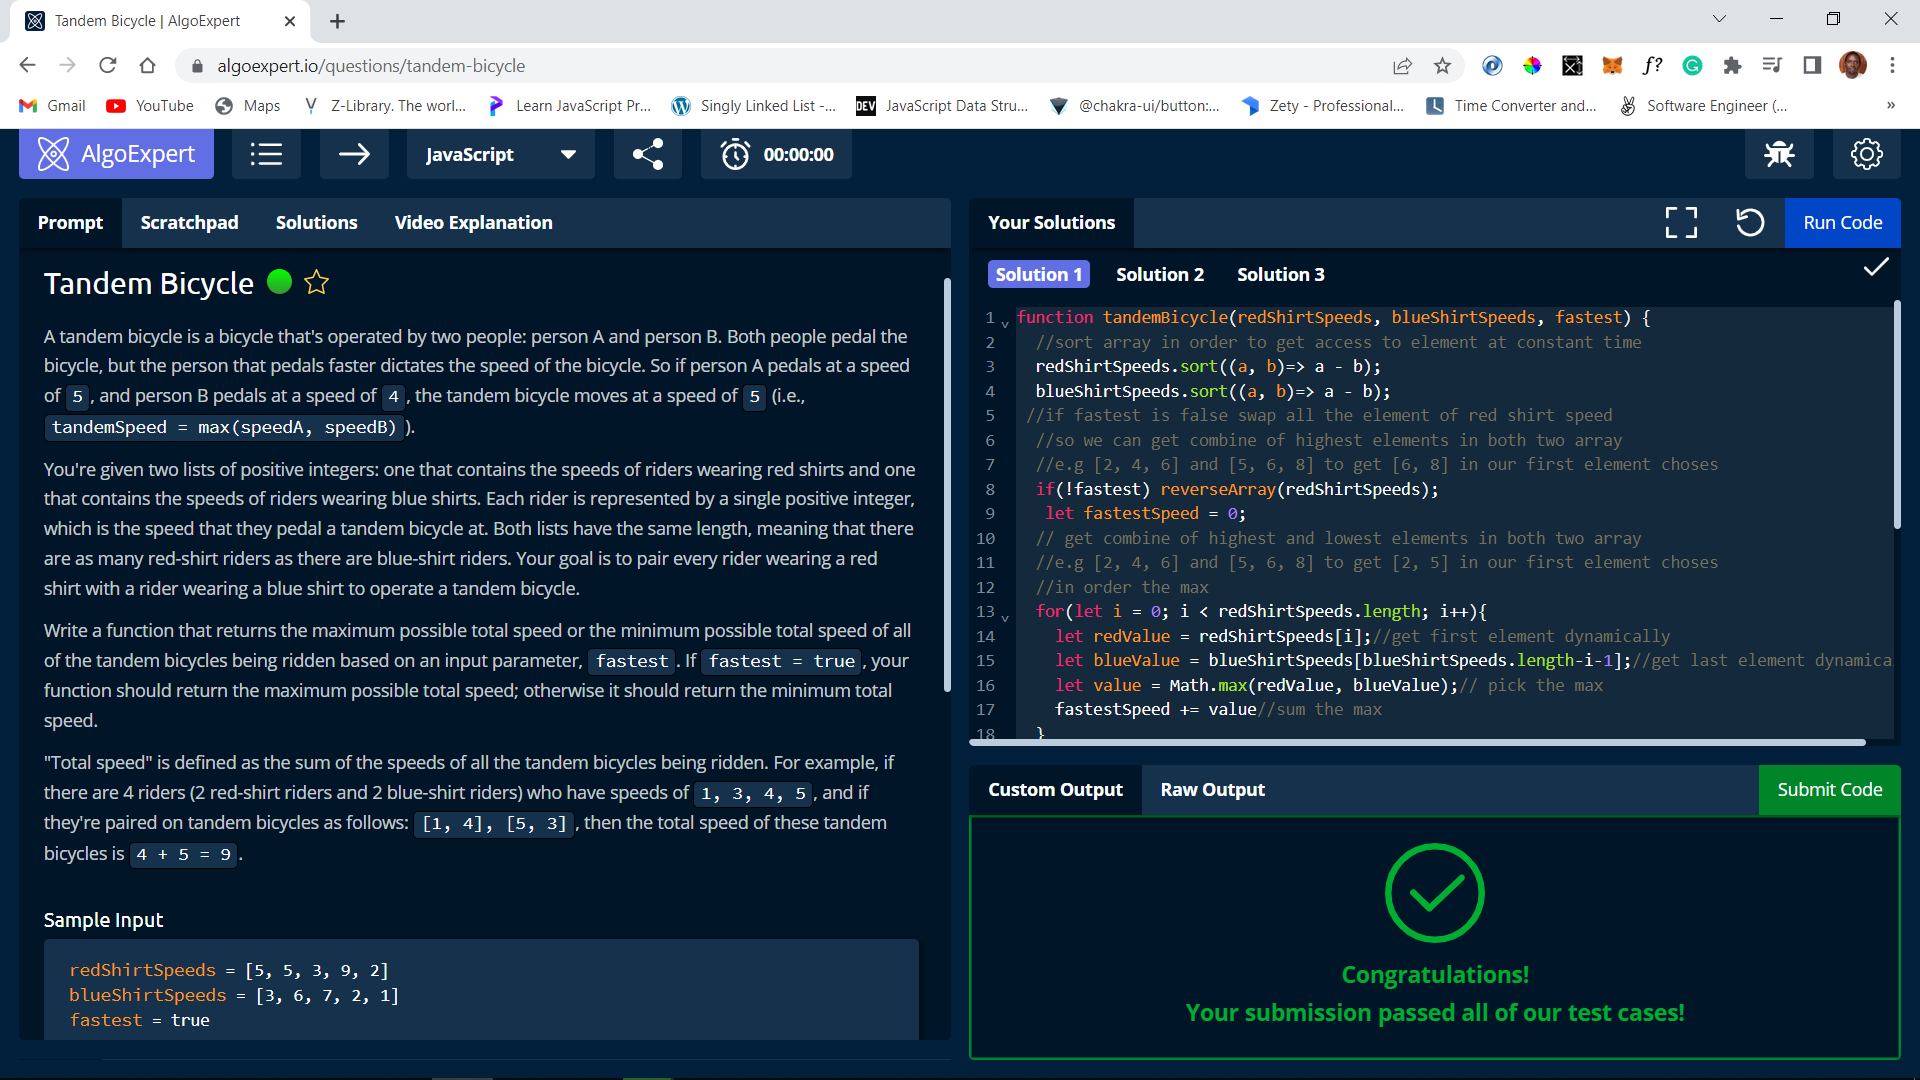 Tandem Bicycle | AlgoExpert
algoexpert.io/questions/tandem-bicycle
f?
Gmail
YouTube
Maps
Z-Library. The worl...
Learn JavaScript Pr...
Singly Linked List -...
DEV JavaScript Data Stru...
@chakra-ui/button:...
Zety - Professional...
Time Converter and...
Software Engineer (...
»
AlgoExpert
JavaScript
00:00:00
Prompt
Scratchpad
Solutions
Video Explanation
Tandem Bicycle
A tandem bicycle is a bicycle that's operated by two people: person A and person B. Both people pedal the
bicycle, but the person that pedals faster dictates the speed of the bicycle. So if person A pedals at a speed
of 5 , and person B pedals at a speed of 4 , the tandem bicycle moves at a speed of 5 (i.e.,
tandemSpeed = max(speedA, speedB) ).
You're given two lists of positive integers: one that contains the speeds of riders wearing red shirts and one
that contains the speeds of riders wearing blue shirts. Each rider is represented by a single positive integer,
which is the speed that they pedal a tandem bicycle at. Both lists have the same length, meaning that there
are as many red-shirt riders as there are blue-shirt riders. Your goal is to pair every rider wearing a red
shirt with a rider wearing a blue shirt to operate a tandem bicycle.
Write a function that returns the maximum possible total speed or the minimum possible total speed of all
of the tandem bicycles being ridden based on an input parameter, fastest . If fastest = true , your
function should return the maximum possible total speed; otherwise it should return the minimum total
speed.
"Total speed" is defined as the sum of the speeds of all the tandem bicycles being ridden. For example, if
there are 4 riders (2 red-shirt riders and 2 blue-shirt riders) who have speeds of 1, 3, 4, 5 , and if
they're paired on tandem bicycles as follows: [1, 4], [5, 3] , then the total speed of these tandem
bicycles is 4 + 5 = 9 .
Sample Input
redShirtSpeeds = [5, 5, 3, 9, 2]
blueShirtSpeeds = [3, 6, 7, 2, 1]
fastest = true
Your Solutions
Run Code
Solution 1
Solution 2
Solution 3
1 function tandemBicycle(redShirtSpeeds, blueShirtSpeeds, fastest) {
2 //sort array in order to get access to element at constant time
3 redShirtSpeeds.sort((a, b)=> a - b);
4 blueShirtSpeeds.sort((a, b)=> a - b);
5 //if fastest is false swap all the element of red shirt speed
6 //so we can get combine of highest elements in both two array
7 //e.g [2, 4, 6] and [5, 6, 8] to get [6, 8] in our first element choses
8 if(!fastest) reverseArray(redShirtSpeeds);
9 let fastestSpeed = 0;
10 // get combine of highest and lowest elements in both two array
11 //e.g [2, 4, 6] and [5, 6, 8] to get [2, 5] in our first element choses
12 //in order the max
13 for(let i = 0; i < redShirtSpeeds.length; i++){
14 let redValue = redShirtSpeeds[i];//get first element dynamically
15 let blueValue = blueShirtSpeeds[blueShirtSpeeds.length-i-1];//get last element dynamica
16 let value = Math.max(redValue, blueValue);// pick the max
17 fastestSpeed += value//sum the max
18 }
Custom Output
Raw Output
Submit Code
Congratulations!
Your submission passed all of our test cases!